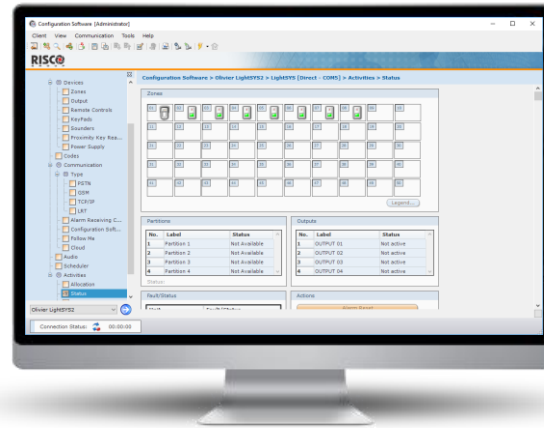 Configuration Software [Administrator]
Client View Communication Tools Help
RISCO
GROUP
Configuration Software > Olivier LightSYS2 > LightSYS [Direct - COM5] > Activities > Status
Devices
Zones
Output
Remote Controls
KeyPads
Sounders
Proximity Key Rea...
Power Supply
Codes
Communication
Type
PSTN
GSM
TCP/IP
LRT
Alarm Receiving C...
Configuration Soft...
Follow Me
Cloud
Audio
Scheduler
Activities
Allocation
Status
Olivier LightSYS2
Zones
Legend...
Partitions
No. Label Status
1 Partition 1 Not Available
2 Partition 2 Not Available
3 Partition 3 Not Available
4 Partition 4 Not Available
Status:
Outputs
No. Label Status
1 OUTPUT 01 Not active
2 OUTPUT 02 Not active
3 OUTPUT 03 Not active
4 OUTPUT 04 Not active
Fault/Status
Actions
Connection Status: 00:00:00